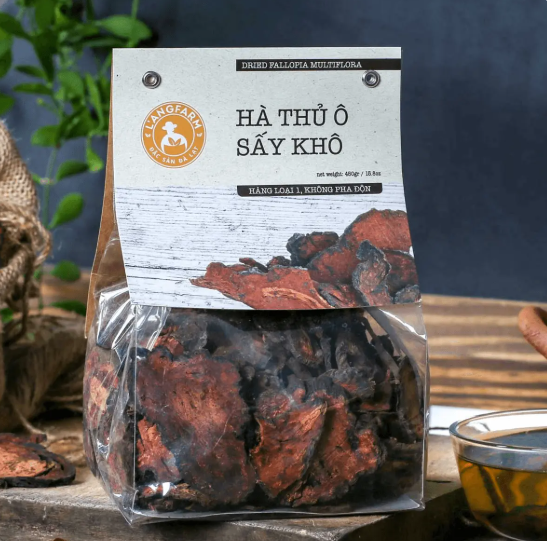 DRIED FALLOPIA MULTIFLORA
L'ANGFARM
ĐẶC SẢN ĐÀ LẠT
HÀ THỦ Ô
SẤY KHÔ
net weight: 450gr / 15.8oz
HÀNG LOẠI 1, KHÔNG PHA ĐỘN